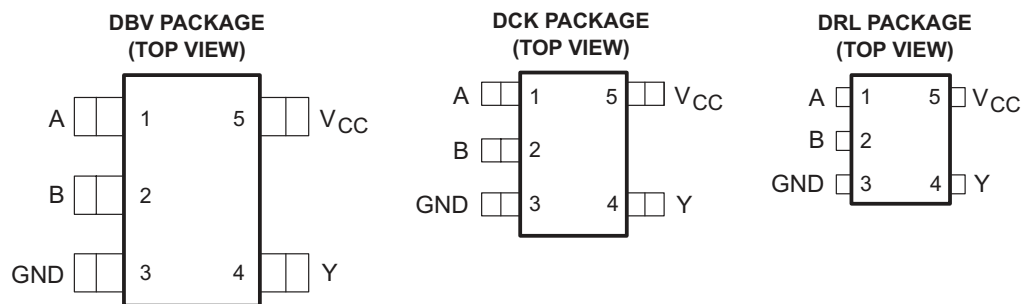 DBV PACKAGE
(TOP VIEW)
A 1 5 VCC
B 2
GND 3 4 Y
DCK PACKAGE
(TOP VIEW)
A 1 5 VCC
B 2
GND 3 4 Y
DRL PACKAGE
(TOP VIEW)
A 1 5 VCC
B 2
GND 3 4 Y